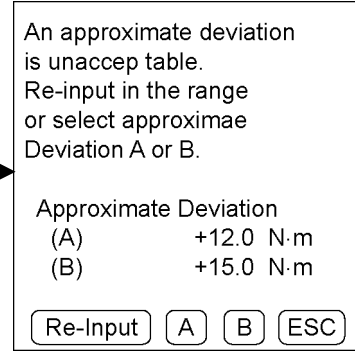 An approximate deviation
is unaccep table.
Re-input in the range
or select approximae
Deviation A or B.
Approximate Deviation
(A) +12.0 N·m
(B) +15.0 N·m
Re-Input A B ESC